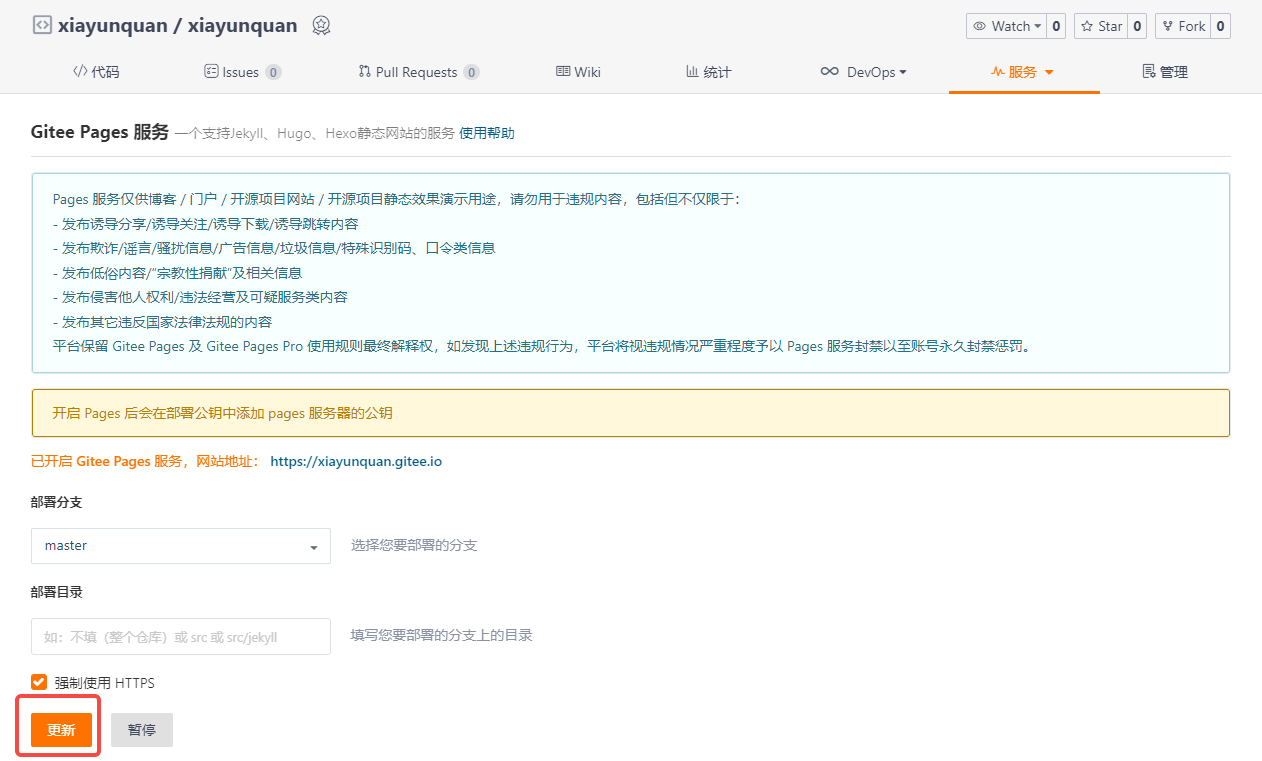 xiayunquan / xiayunquan
Watch 0 Star 0 Fork 0
代码 Issues 0 Pull Requests 0 Wiki 统计 DevOps 服务 管理
Gitee Pages 服务 一个支持Jekyll、Hugo、Hexo静态网站的服务 使用帮助
Pages 服务仅供博客 / 门户 / 开源项目网站 / 开源项目静态效果演示用途，请勿用于违规内容，包括但不仅限于：
- 发布诱导分享/诱导关注/诱导下载/诱导跳转内容
- 发布欺诈/谣言/骚扰信息/广告信息/垃圾信息/特殊识别码、口令类信息
- 发布低俗内容/“宗教性捐献”及相关信息
- 发布侵害他人权利/违法经营及可疑服务类内容
- 发布其它违反国家法律法规的内容
平台保留 Gitee Pages 及 Gitee Pages Pro 使用规则最终解释权，如发现上述违规行为，平台将视违规情况严重程度予以 Pages 服务封禁以至账号永久封禁惩罚。
开启 Pages 后会在部署公钥中添加 pages 服务器的公钥
已开启 Gitee Pages 服务，网站地址： https://xiayunquan.gitee.io
部署分支
master 选择您要部署的分支
部署目录
如：不填（整个仓库）或 src 或 src/jekyll 填写您要部署的分支上的目录
强制使用 HTTPS
更新 暂停